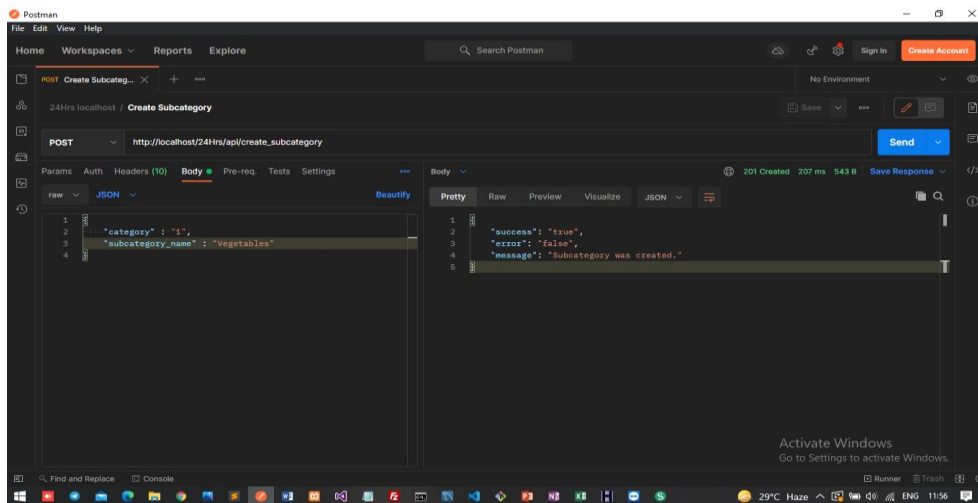 Postman
File Edit View Help
Home Workspaces Reports Explore
Search Postman
Sign In Create Account
POST Create Subcateg...
No Environment
24Hrs localhost / Create Subcategory
Save
POST http://localhost/24Hrs/api/create_subcategory Send
Params Auth Headers (10) Body Pre-req. Tests Settings
Body
201 Created 207 ms 543 B Save Response
raw JSON Beautify
Pretty Raw Preview Visualize JSON
1 {
2 "category" : "1",
3 "subcategory_name" : "Vegetables"
4 }
1 {
2 "success": "true",
3 "error": "false",
4 "message": "Subcategory was created."
5 }
Activate Windows
Go to Settings to activate Windows.
Find and Replace Console
Runner Trash
29°C Haze ENG 11:56